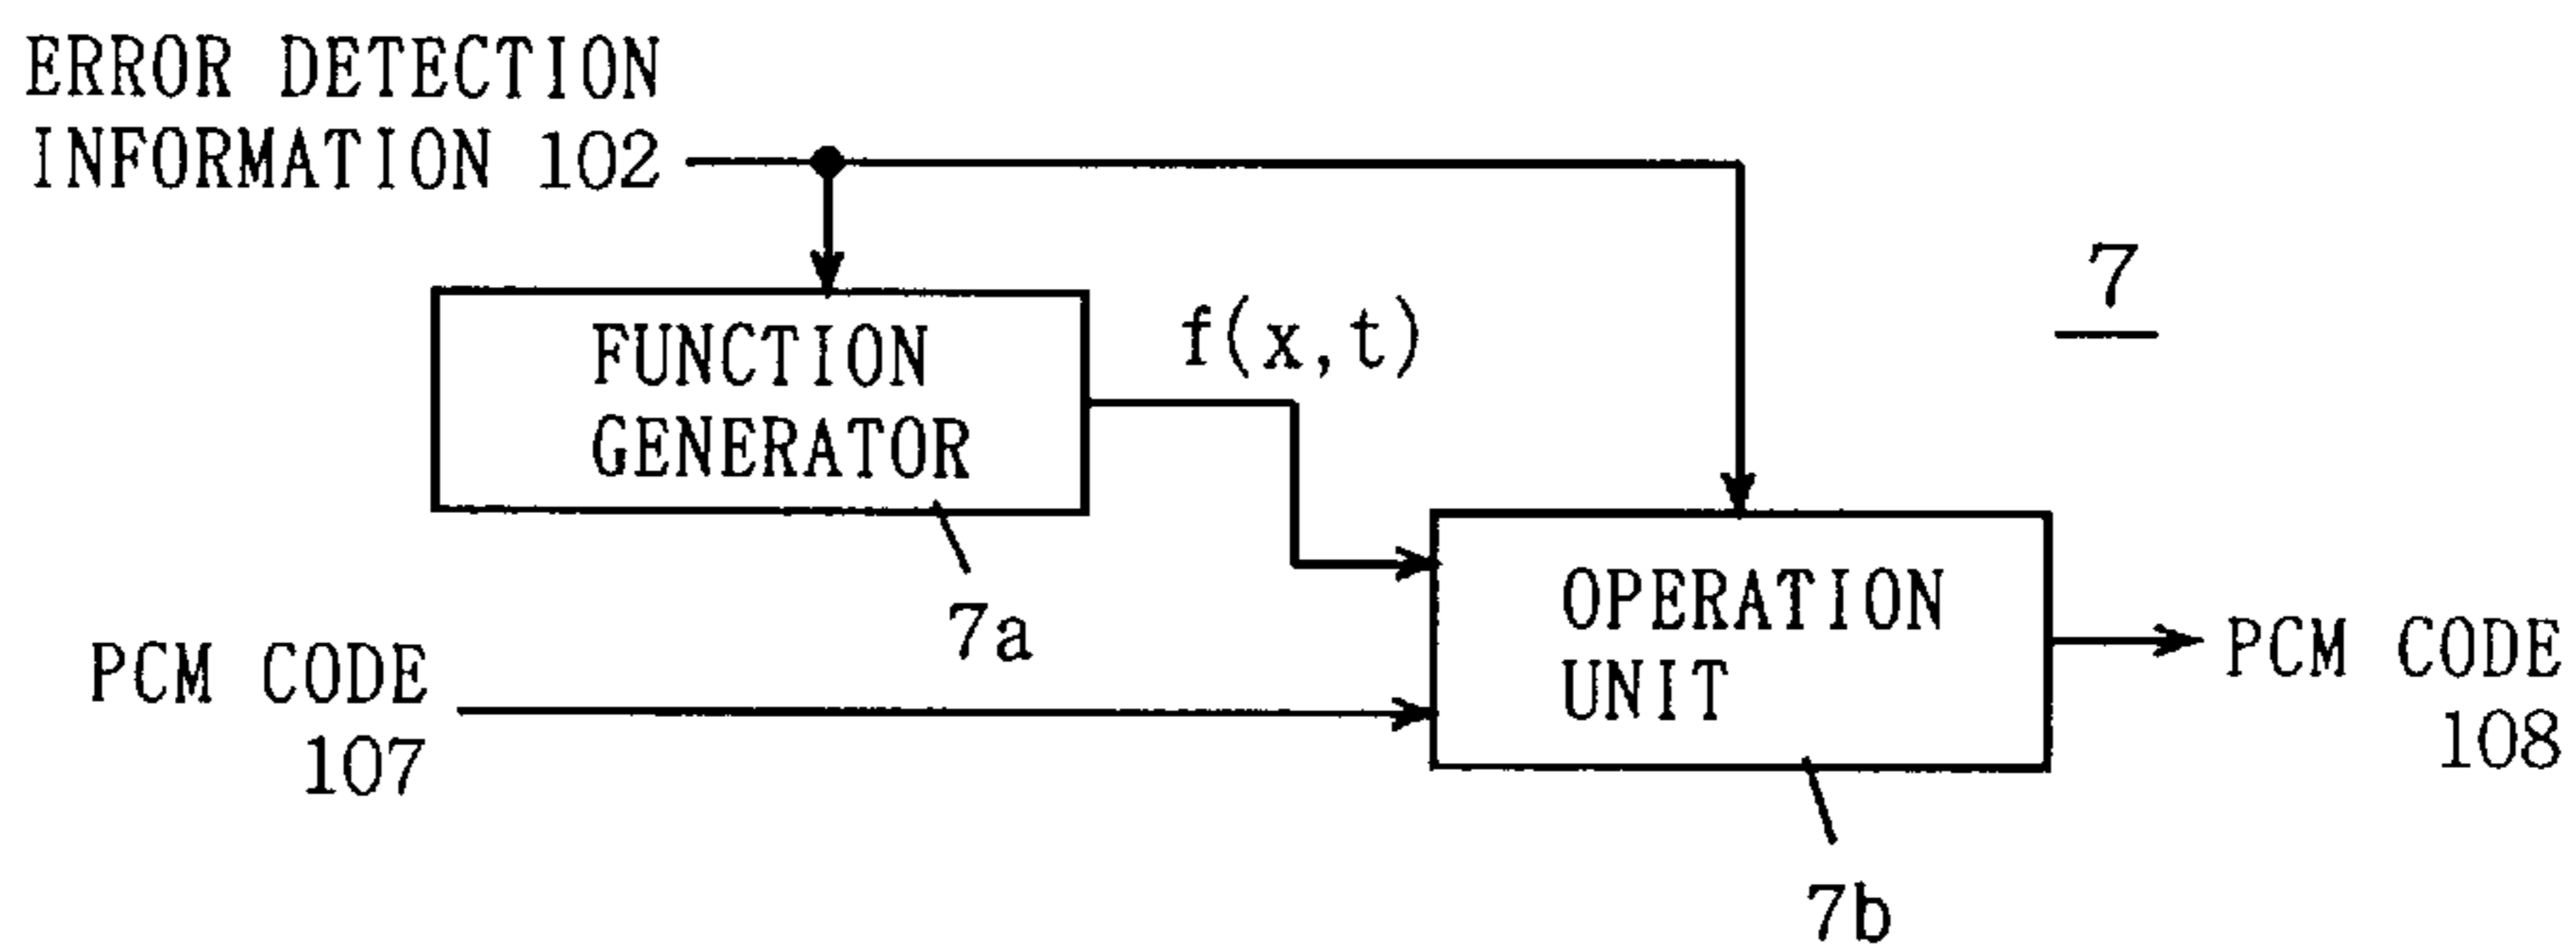 ERROR DETECTION
INFORMATION 102
7
FUNCTION
GENERATOR
f(x,t)
7a
OPERATION
UNIT
PCM CODE
107
PCM CODE
108
7b